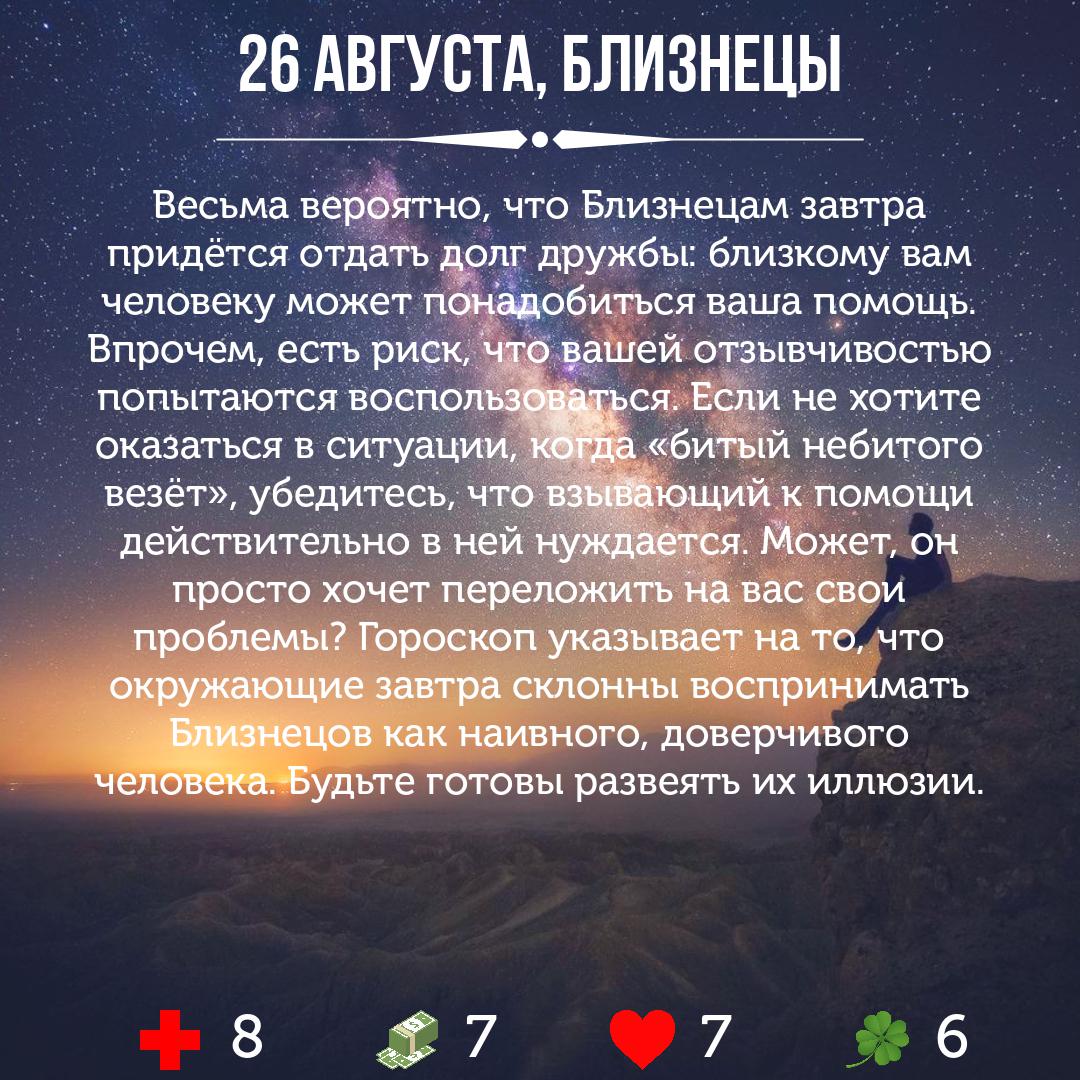 26 АВГУСТА, БЛИЗНЕЦЫ
Весьма вероятно, что Близнецам завтра
придётся отдать долг дружбы: близкому вам
человеку может понадобиться ваша помощь.
Впрочем, есть риск, что вашей отзывчивостью
попытаются воспользоваться. Если не хотите
оказаться в ситуации, когда «битый небитого
везёт», убедитесь, что взывающий к помощи
действительно в ней нуждается. Может, он
просто хочет переложить на вас свои
проблемы? Гороскоп указывает на то, что
окружающие завтра склонны воспринимать
Близнецов как наивного, доверчивого
человека. Будьте готовы развеять их иллюзии.
8 7 7 6